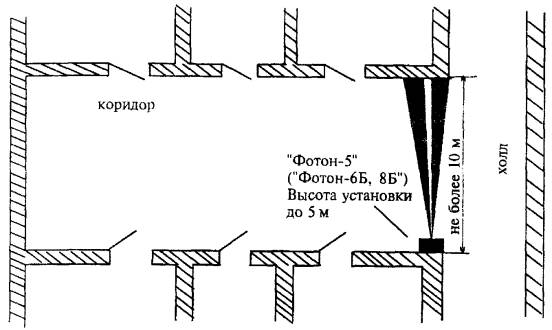 коридор
"Фотон-5"
("Фотон-6Б, 8Б")
Высота установки
до 5 м
не более 10 м
холл